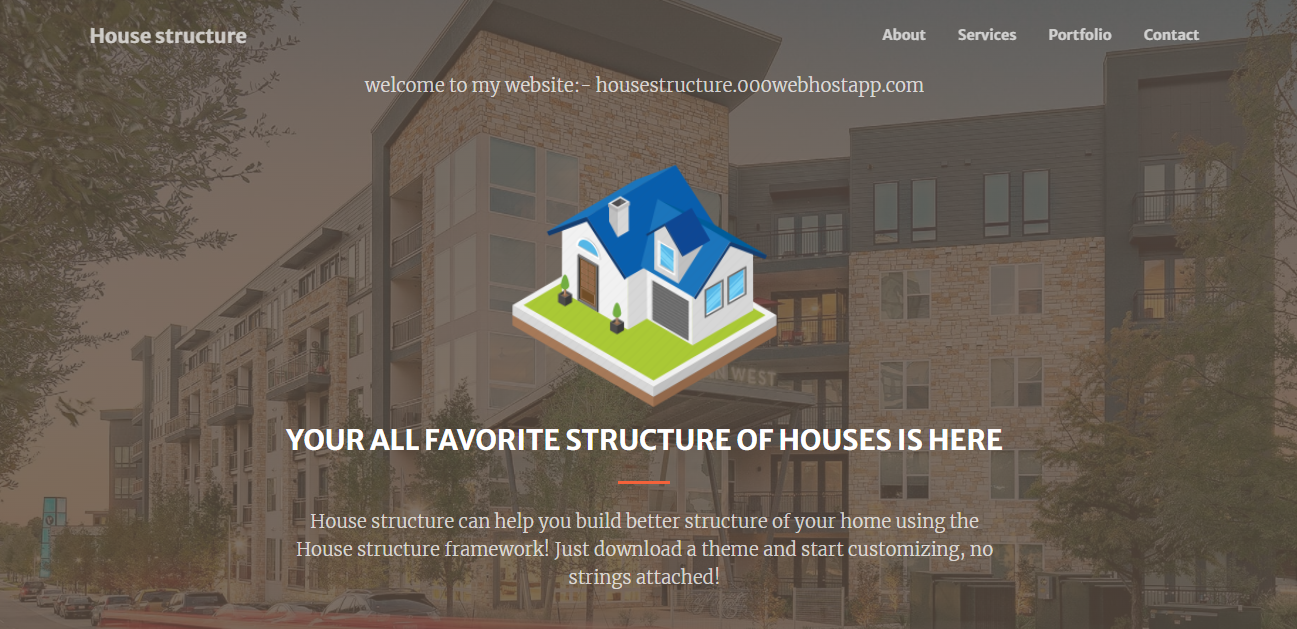 House structure
About Services Portfolio Contact
welcome to my website:- housestructure.000webhostapp.com
WEST
YOUR ALL FAVORITE STRUCTURE OF HOUSES IS HERE
House structure can help you build better structure of your home using the
House structure framework! Just download a theme and start customizing, no
strings attached!